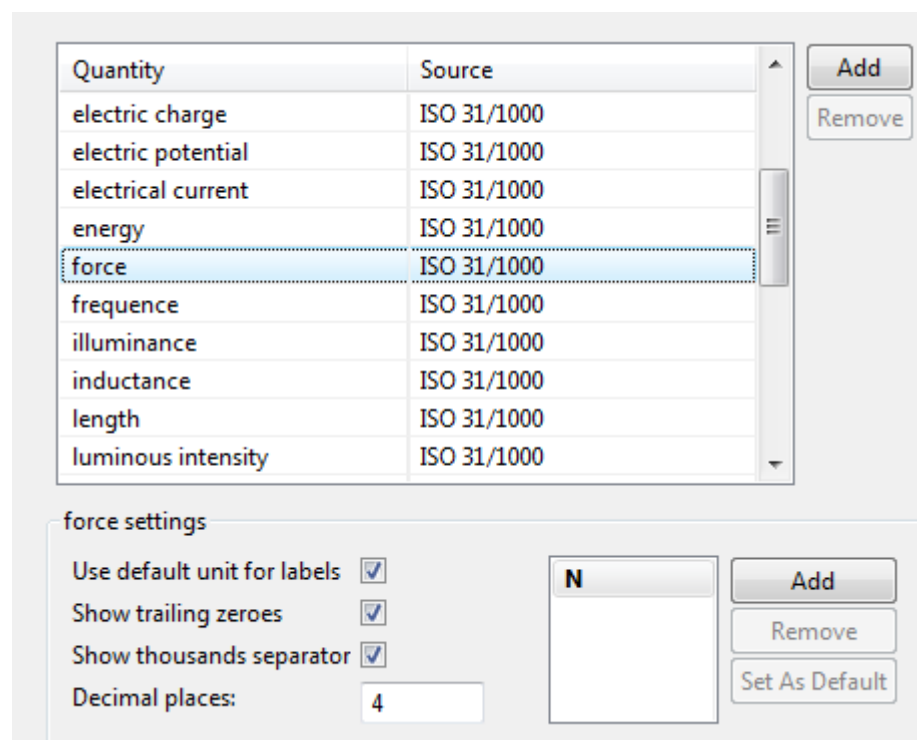 Quantity Source Add
electric charge ISO 31/1000 Remove
electric potential ISO 31/1000
electrical current ISO 31/1000
energy ISO 31/1000
force ISO 31/1000
frequence ISO 31/1000
illuminance ISO 31/1000
inductance ISO 31/1000
length ISO 31/1000
luminous intensity ISO 31/1000
force settings
Use default unit for labels N Add
Show trailing zeroes Remove
Show thousands separator Set As Default
Decimal places: 4